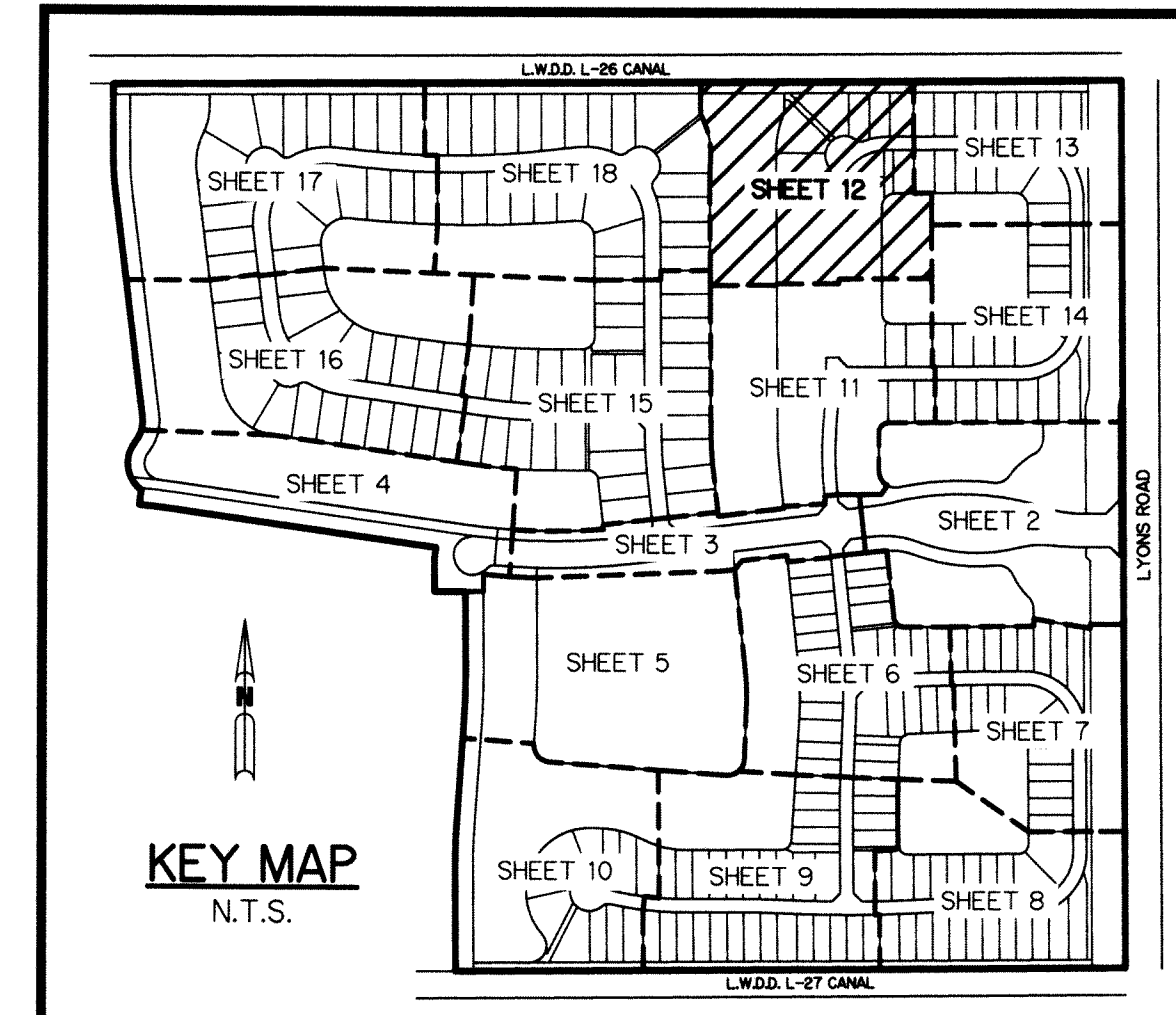 L.W.D.D. L-26 CANAL
SHEET 13
SHEET 17
SHEET 18
SHEET 12
SHEET 14
SHEET 16
SHEET 11
SHEET 15
SHEET 4
SHEET 2
SHEET 3
LYONS ROAD
SHEET 5
SHEET 6
N
SHEET 7
KEY MAP
N.T.S.
SHEET 10
SHEET 9
SHEET 8
L.W.D.D. L-27 CANAL